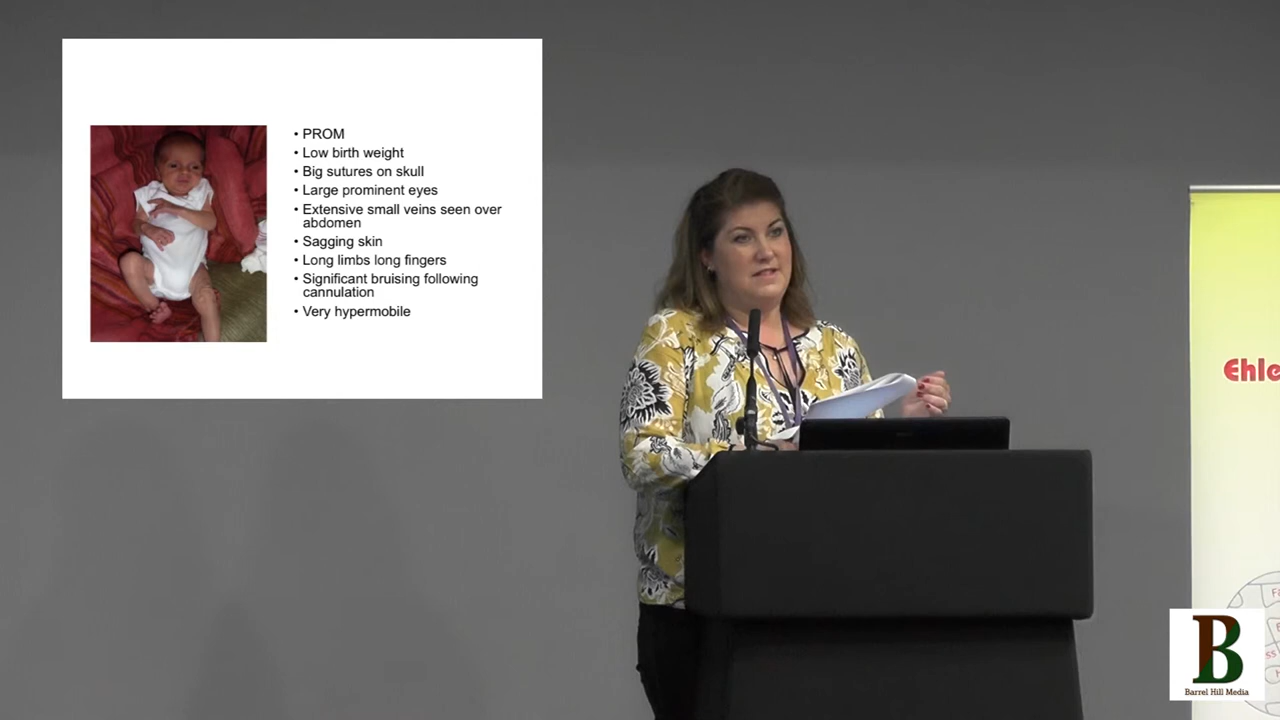 • PROM
• Low birth weight
• Big sutures on skull
• Large prominent eyes
• Extensive small veins seen over
abdomen
• Sagging skin
• Long limbs long fingers
• Significant bruising following
cannulation
• Very hypermobile
Ehle
B
Barrel Hill Media